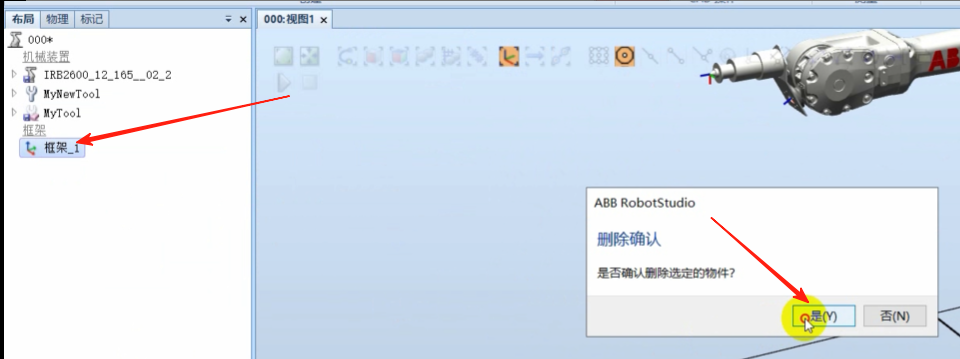 布局 物理 标记
000*
机械装置
IRB2600_12_165__02_2
MyNewTool
MyTool
框架
框架_1
000:视图1
ABB
ABB RobotStudio
删除确认
是否确认删除选定的物件?
是(Y) 否(N)